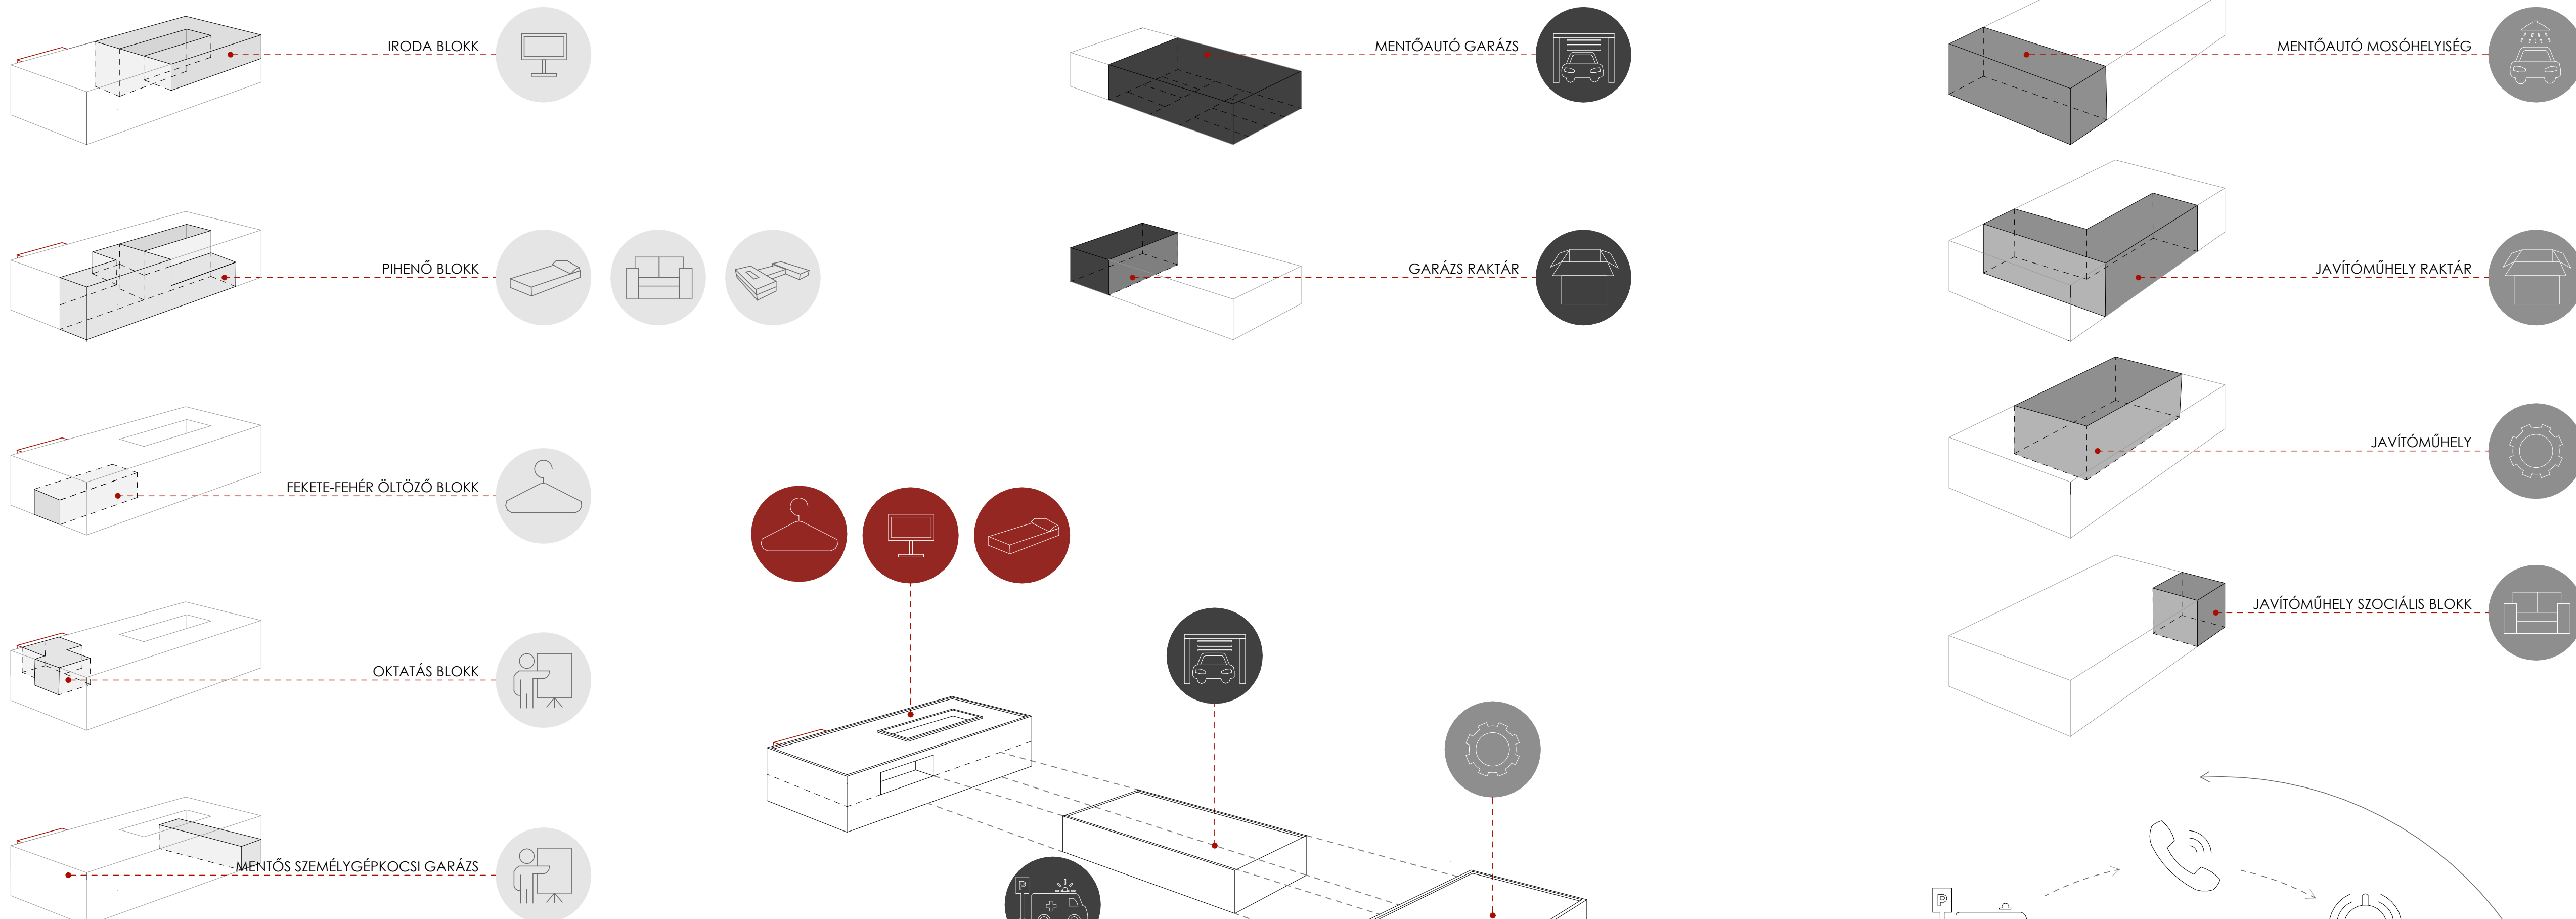 IRODA BLOKK
PIHENŐ BLOKK
FEKETE-FEHÉR ÖLTÖZŐ BLOKK
OKTATÁS BLOKK
MENTŐS SZEMÉLYGÉPKOCSI GARÁZS
MENTŐAUTÓ GARÁZS
GARÁZS RAKTÁR
P
MENTŐAUTÓ MOSÓHELYISÉG
JAVÍTÓMŰHELY RAKTÁR
JAVÍTÓMŰHELY
JAVÍTÓMŰHELY SZOCIÁLIS BLOKK
P